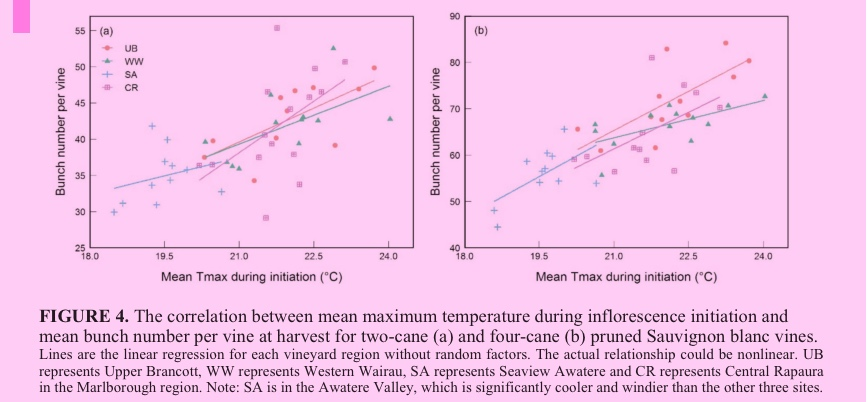 (a)
UB
WW
SA
CR
Bunch number per vine
55
50
45
40
35
30
25
18.0 19.5 21.0 22.5 24.0
Mean Tmax during initiation (°C)
(b)
Bunch number per vine
90
80
70
60
50
40
18.0 19.5 21.0 22.5 24.0
Mean Tmax during initiation (°C)
FIGURE 4. The correlation between mean maximum temperature during inflorescence initiation and
mean bunch number per vine at harvest for two-cane (a) and four-cane (b) pruned Sauvignon blanc vines.
Lines are the linear regression for each vineyard region without random factors. The actual relationship could be nonlinear. UB
represents Upper Brancott, WW represents Western Wairau, SA represents Seaview Awatere and CR represents Central Rapaura
in the Marlborough region. Note: SA is in the Awatere Valley, which is significantly cooler and windier than the other three sites.